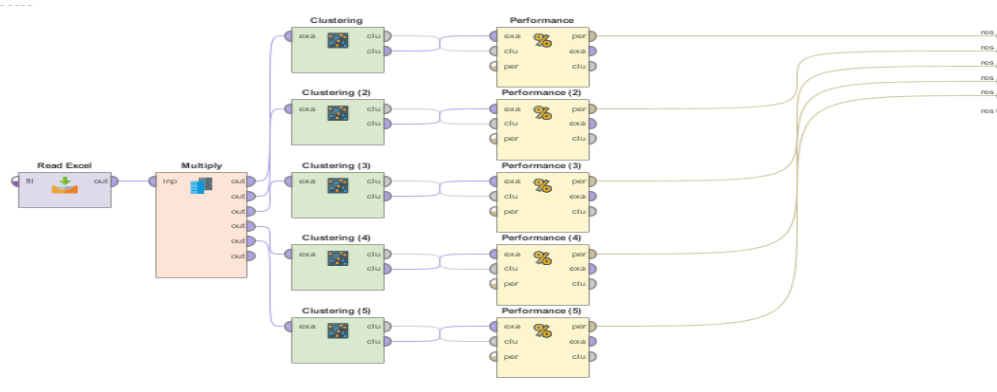 Clustering
exa clu
clu
Performance
exa per
clu exa
per clu
res
res
res
res
res
res
Clustering (2)
exa clu
clu
Performance (2)
exa per
clu exa
per clu
Read Excel
fil out
Multiply
inp out
out
out
out
out
out
Clustering (3)
exa clu
clu
Performance (3)
exa per
clu exa
per clu
Clustering (4)
exa clu
clu
Performance (4)
exa per
clu exa
per clu
Clustering (5)
exa clu
clu
Performance (5)
exa per
clu exa
per clu